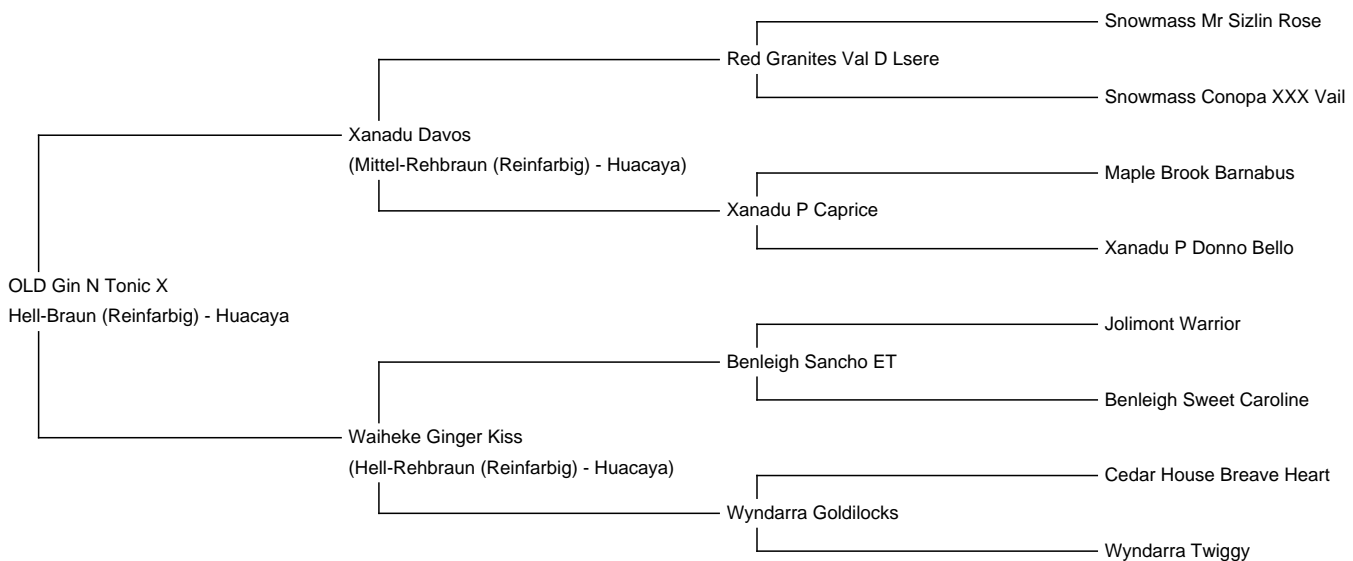 Snowmass Mr Sizlin Rose
Red Granites Val D Lsere
Snowmass Conopa XXX Vail
Xanadu Davos
(Mittel-Rehbraun (Reinfarbig) - Huacaya)
Maple Brook Barnabus
Xanadu P Caprice
Xanadu P Donno Bello
OLD Gin N Tonic X
Hell-Braun (Reinfarbig) - Huacaya
Jolimont Warrior
Benleigh Sancho ET
Benleigh Sweet Caroline
Waiheke Ginger Kiss
(Hell-Rehbraun (Reinfarbig) - Huacaya)
Cedar House Breave Heart
Wyndarra Goldilocks
Wyndarra Twiggy